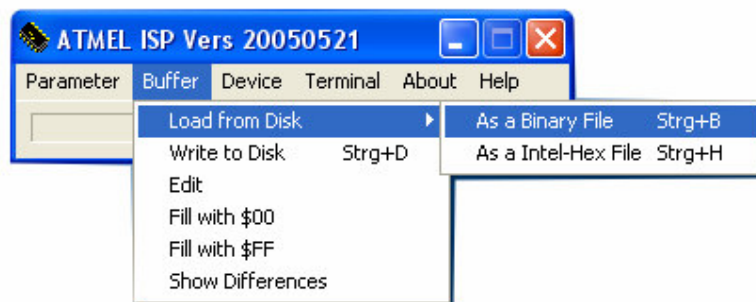 ATMEL ISP Vers 20050521
Parameter Buffer Device Terminal About Help
Load from Disk As a Binary File Strg+B
Write to Disk Strg+D As a Intel-Hex File Strg+H
Edit
Fill with $00
Fill with $FF
Show Differences